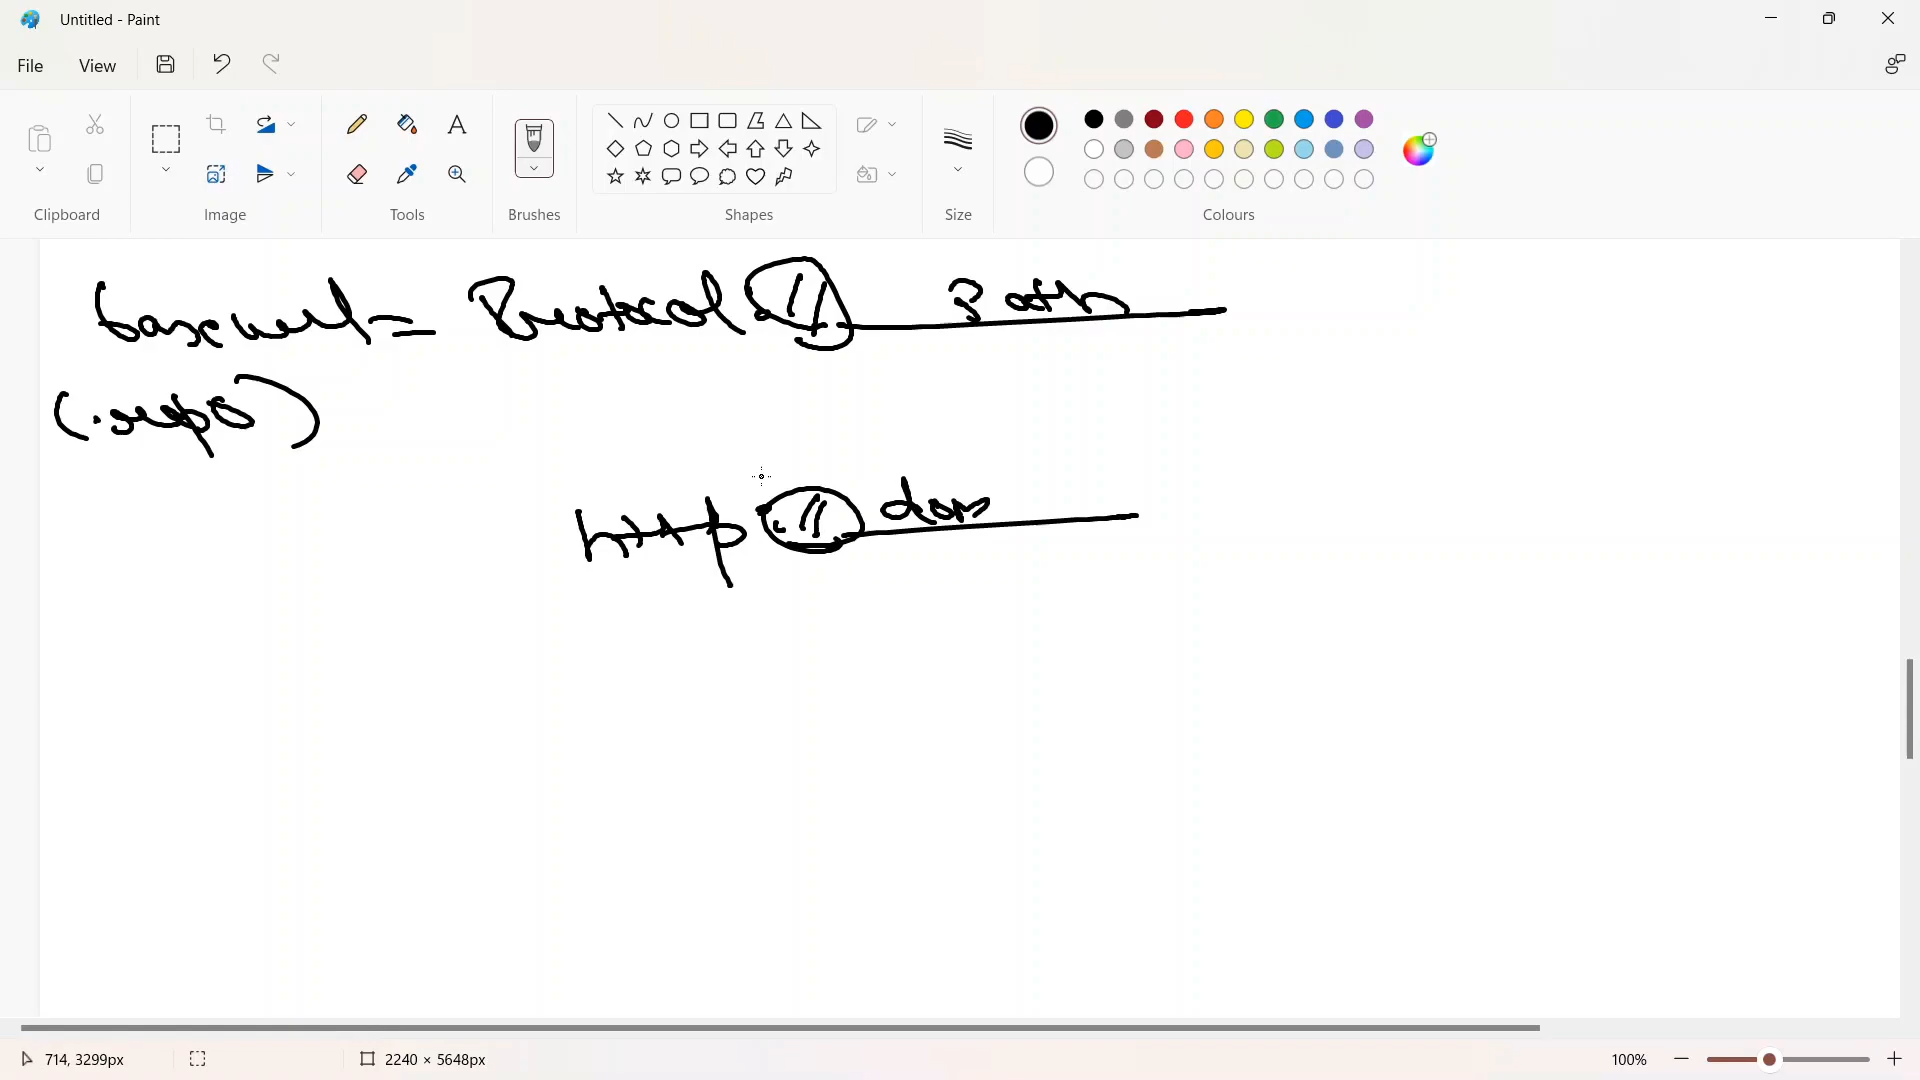 Untitled - Paint
File View
Clipboard Image Tools Brushes Shapes Size Colours
baseurl = Protocol :// Path
(.repo)
http :// dom
714, 3299px 2240 × 5648px 100%